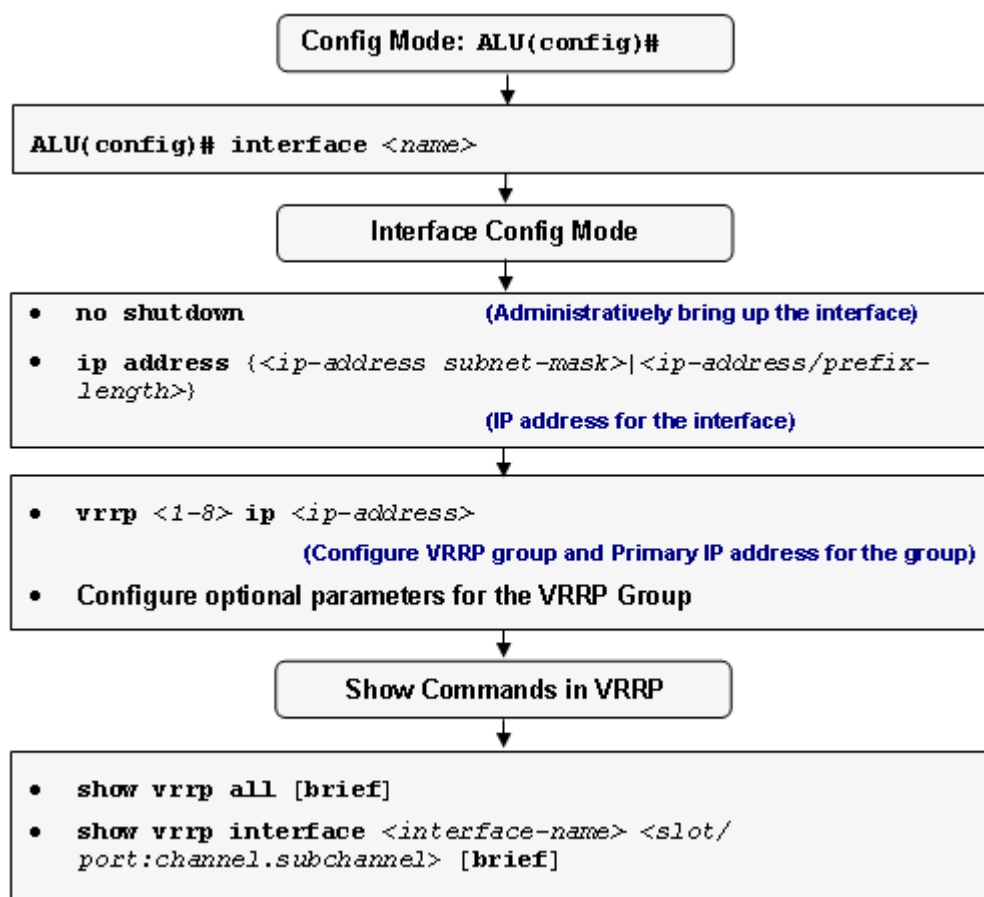 Config Mode: ALU(config)#
ALU(config)# interface <name>
Interface Config Mode
• no shutdown (Administratively bring up the interface)
• ip address {<ip-address subnet-mask>|<ip-address/prefix-
length>}
(IP address for the interface)
• vrrp <1-8> ip <ip-address>
(Configure VRRP group and Primary IP address for the group)
• Configure optional parameters for the VRRP Group
Show Commands in VRRP
• show vrrp all [brief]
• show vrrp interface <interface-name> <slot/
port:channel.subchannel> [brief]